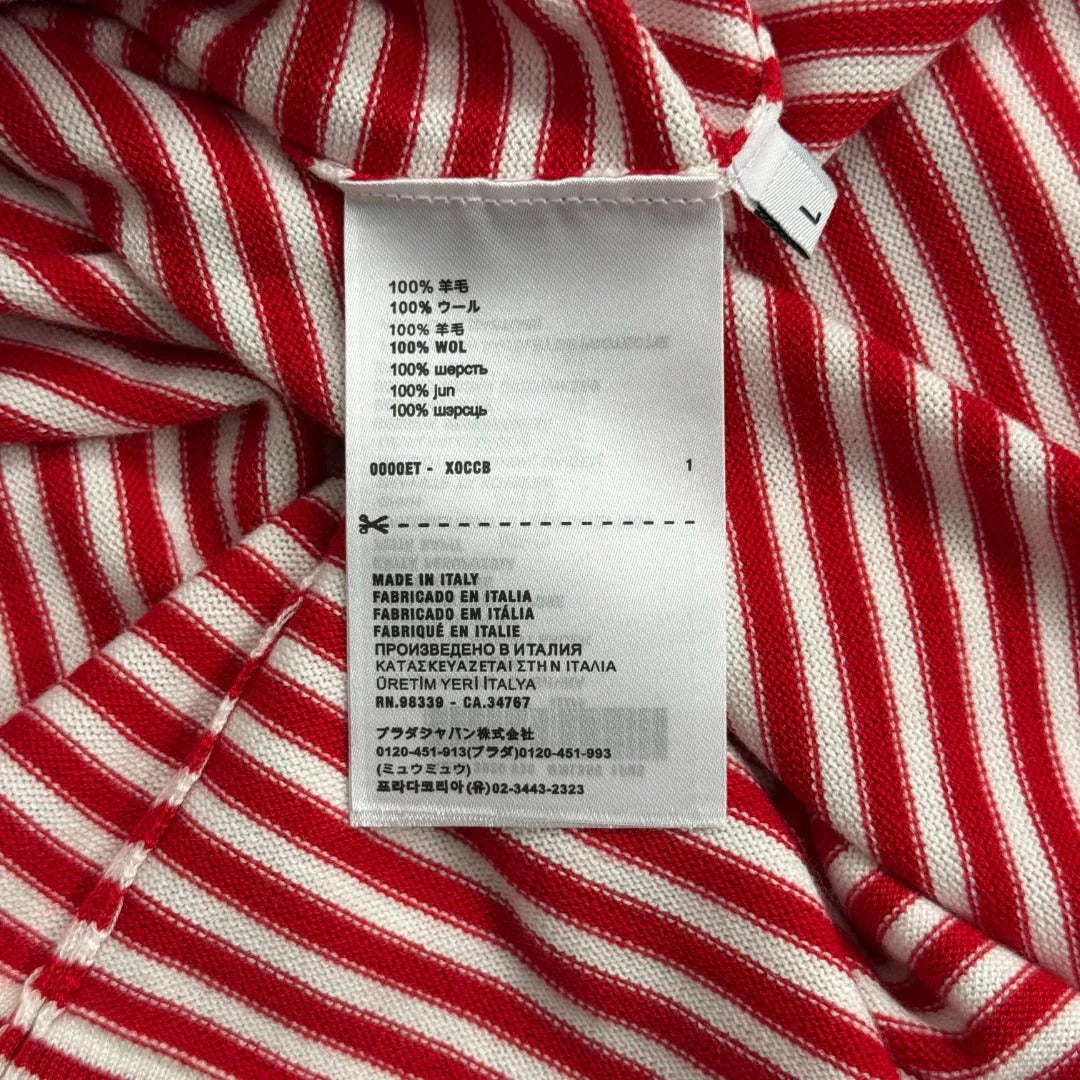 100% 羊毛
100% ウール
100% 羊毛
100% WOL
100% шерсть
100% jun
100% шэрсць
0000ET - X0CCB 1
MADE IN ITALY
FABRICADO EN ITALIA
FABRICADO EM ITÁLIA
FABRIQUÉ EN ITALIE
ПРОИЗВЕДЕНО В ИТАЛИЯ
ΚΑΤΑΣΚΕΥΑΖΕΤΑΙ ΣΤΗΝ ΙΤΑΛΙΑ
ÜRETİM YERİ İTALYA
RN.98339 - CA.34767
プラダジャパン株式会社
0120-451-913(プラダ)0120-451-993
(ミュウミュウ)
프라다코리아(유)02-3443-2323